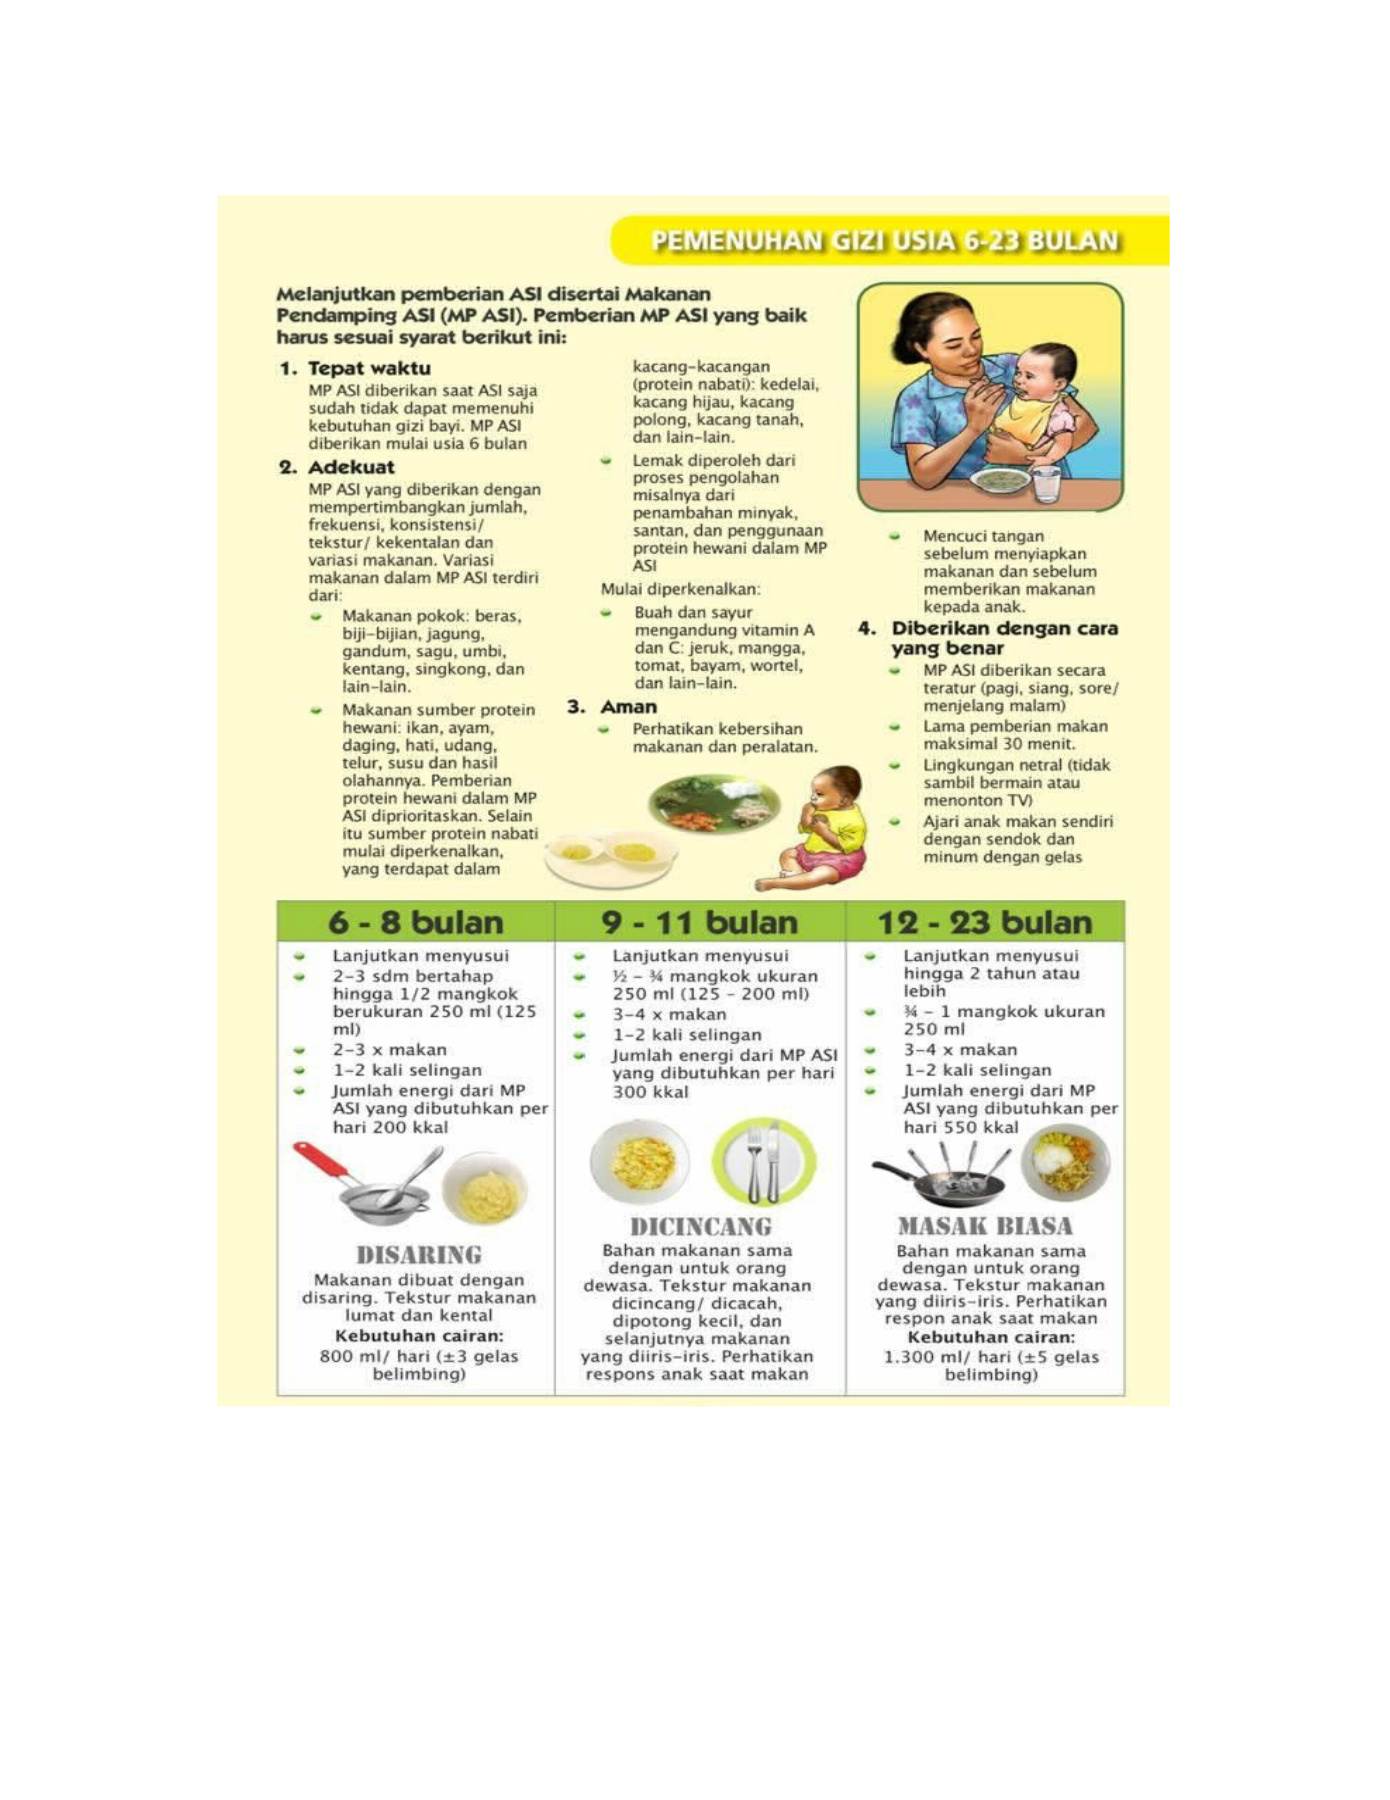 PEMENUHAN GIZI USIA 6-23 BULAN
Melanjutkan pemberian ASI disertai Makanan
Pendamping ASI (MP ASI). Pemberian MP ASI yang baik
harus sesuai syarat berikut ini:
1. Tepat waktu
MP ASI diberikan saat ASI saja
sudah tidak dapat memenuhi
kebutuhan gizi bayi. MP ASI
diberikan mulai usia 6 bulan
2. Adekuat
MP ASI yang diberikan dengan
mempertimbangkan jumlah,
frekuensi, konsistensi/
tekstur/ kekentalan dan
variasi makanan. Variasi
makanan dalam MP ASI terdiri
dari:
Makanan pokok: beras,
biji-bijian, jagung,
gandum, sagu, umbi,
kentang, singkong, dan
lain-lain.
Makanan sumber protein
hewani: ikan, ayam,
daging, hati, udang,
telur, susu dan hasil
olahannya. Pemberian
protein hewani dalam MP
ASI diprioritaskan. Selain
itu sumber protein nabati
mulai diperkenalkan,
yang terdapat dalam
kacang-kacangan
(protein nabati): kedelai,
kacang hijau, kacang
polong, kacang tanah,
dan lain-lain.
Lemak diperoleh dari
proses pengolahan
misalnya dari
penambahan minyak,
santan, dan penggunaan
protein hewani dalam MP
ASI
Mulai diperkenalkan:
Buah dan sayur
mengandung vitamin A
dan C: jeruk, mangga,
tomat, bayam, wortel,
dan lain-lain.
3. Aman
Perhatikan kebersihan
makanan dan peralatan.
Mencuci tangan
sebelum menyiapkan
makanan dan sebelum
memberikan makanan
kepada anak.
4. Diberikan dengan cara
yang benar
MP ASI diberikan secara
teratur (pagi, siang, sore/
menjelang malam)
Lama pemberian makan
maksimal 30 menit.
Lingkungan netral (tidak
sambil bermain atau
menonton TV)
Ajari anak makan sendiri
dengan sendok dan
minum dengan gelas
6 - 8 bulan
Lanjutkan menyusui
2-3 sdm bertahap
hingga 1/2 mangkok
berukuran 250 ml (125
ml)
2-3 x makan
1-2 kali selingan
Jumlah energi dari MP
ASI yang dibutuhkan per
hari 200 kkal
DISARING
Makanan dibuat dengan
disaring. Tekstur makanan
lumat dan kental
Kebutuhan cairan:
800 ml/ hari (±3 gelas
belimbing)
9 - 11 bulan
Lanjutkan menyusui
½ - ¾ mangkok ukuran
250 ml (125 - 200 ml)
3-4 x makan
1-2 kali selingan
Jumlah energi dari MP ASI
yang dibutuhkan per hari
300 kkal
DICINCANG
Bahan makanan sama
dengan untuk orang
dewasa. Tekstur makanan
dicincang/ dicacah,
dipotong kecil, dan
selanjutnya makanan
yang diiris-iris. Perhatikan
respons anak saat makan
12 - 23 bulan
Lanjutkan menyusui
hingga 2 tahun atau
lebih
¾ - 1 mangkok ukuran
250 ml
3-4 x makan
1-2 kali selingan
Jumlah energi dari MP
ASI yang dibutuhkan per
hari 550 kkal
MASAK BIASA
Bahan makanan sama
dengan untuk orang
dewasa. Tekstur makanan
yang diiris-iris. Perhatikan
respon anak saat makan
Kebutuhan cairan:
1.300 ml/ hari (±5 gelas
belimbing)